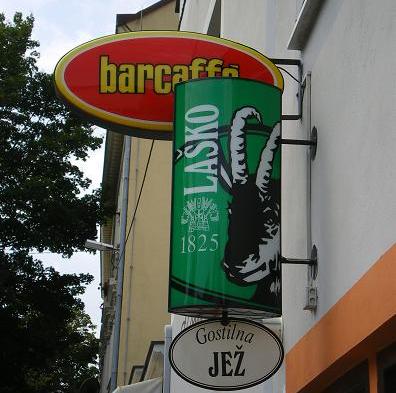 barcaffè
LAŠKO
1825
Gostilna
JEŽ